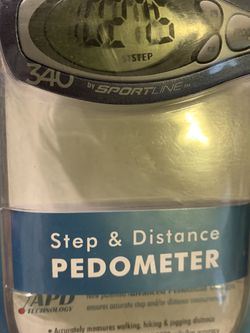 STEP
340
by SPORTLINE
Step & Distance
PEDOMETER
APD
TECHNOLOGY
ensures accurate step and/or distance
• Accurately measures walking, hiking & jogging distance